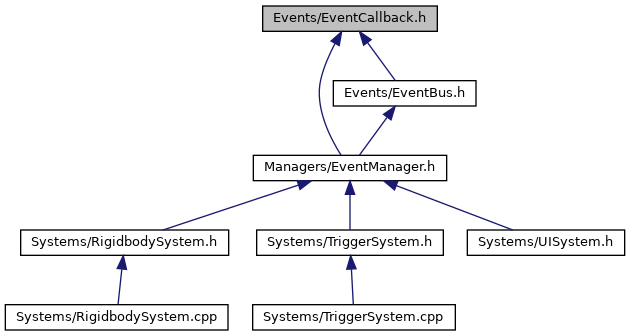 Events/EventCallback.h
Events/EventBus.h
Managers/EventManager.h
Systems/RigidbodySystem.h
Systems/TriggerSystem.h
Systems/UISystem.h
Systems/RigidbodySystem.cpp
Systems/TriggerSystem.cpp